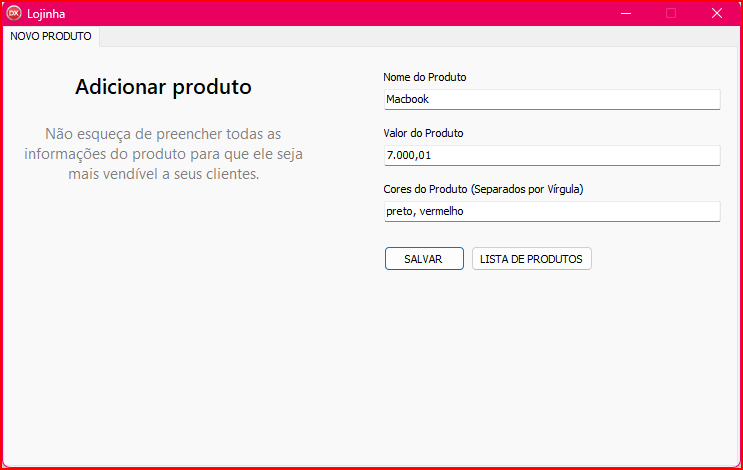 DX Lojinha
NOVO PRODUTO
Adicionar produto
Não esqueça de preencher todas as
informações do produto para que ele seja
mais vendível a seus clientes.
Nome do Produto
Macbook
Valor do Produto
7.000,01
Cores do Produto (Separados por Vírgula)
preto, vermelho
SALVAR
LISTA DE PRODUTOS